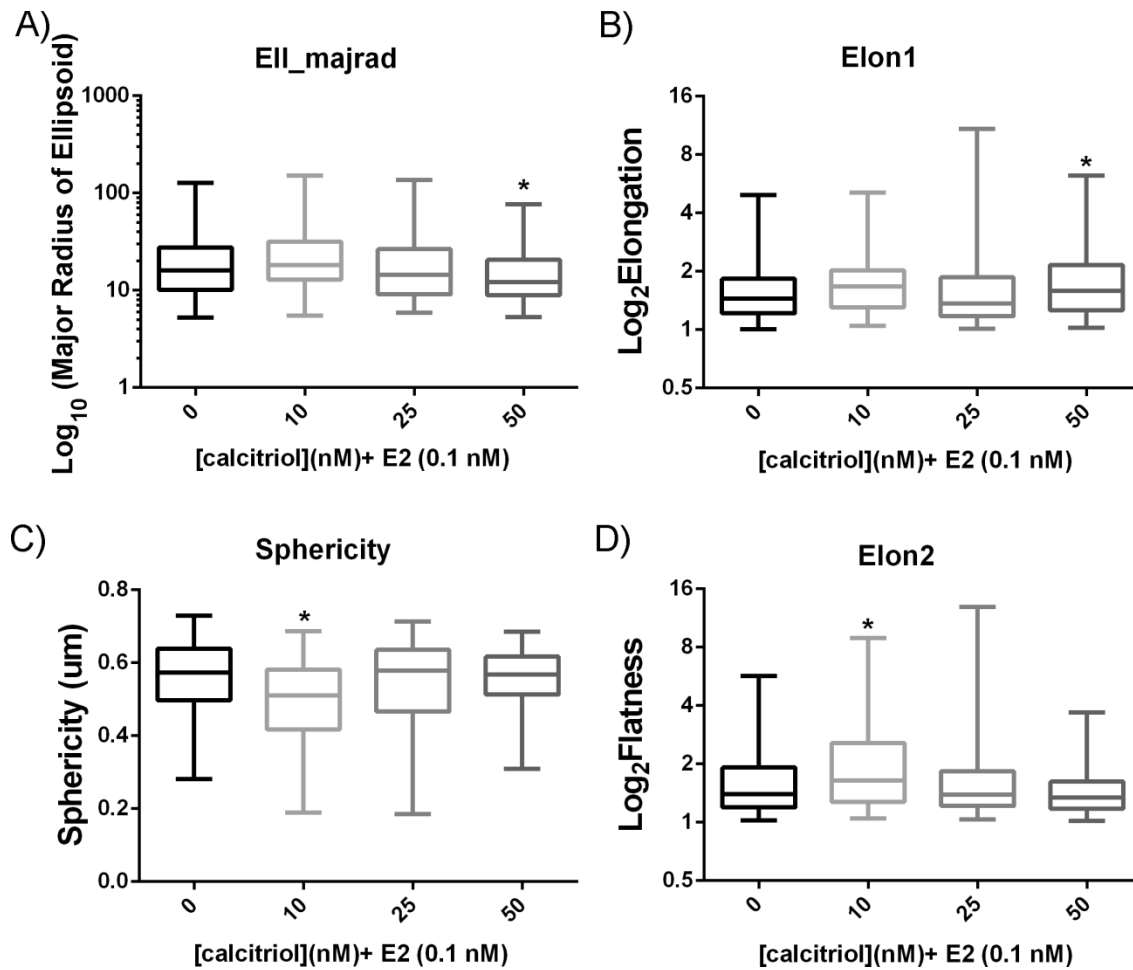 A)
Ell_majrad
Log10 (Major Radius of Ellipsoid)
1000
100
10
1
*
0
10
25
50
[calcitriol](nM)+ E2 (0.1 nM)
B)
Elon1
Log2Elongation
16
8
4
2
1
0.5
*
0
10
25
50
[calcitriol](nM)+ E2 (0.1 nM)
C)
Sphericity
Sphericity (um)
0.8
0.6
0.4
0.2
0.0
*
0
10
25
50
[calcitriol](nM)+ E2 (0.1 nM)
D)
Elon2
Log2Flatness
16
8
4
2
1
0.5
*
0
10
25
50
[calcitriol](nM)+ E2 (0.1 nM)